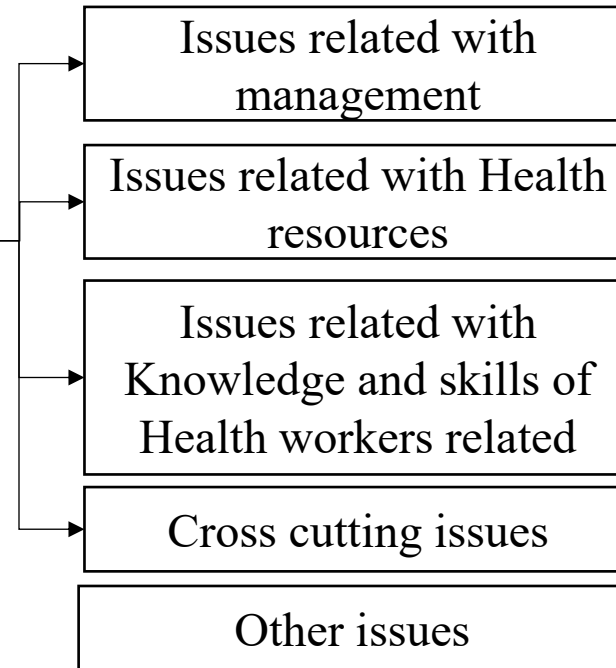 Issues related with
management
Issues related with Health
resources
Issues related with
Knowledge and skills of
Health workers related
Cross cutting issues
Other issues